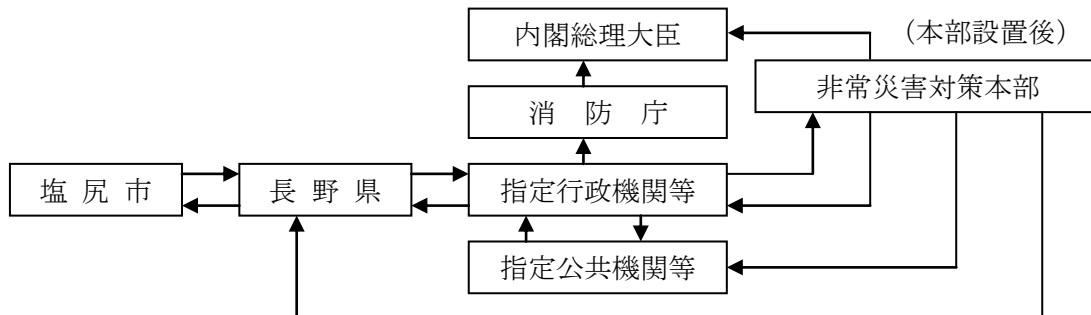 内閣総理大臣
（本部設置後）
非常災害対策本部
消 防 庁
塩 尻 市
長 野 県
指定行政機関等
指定公共機関等